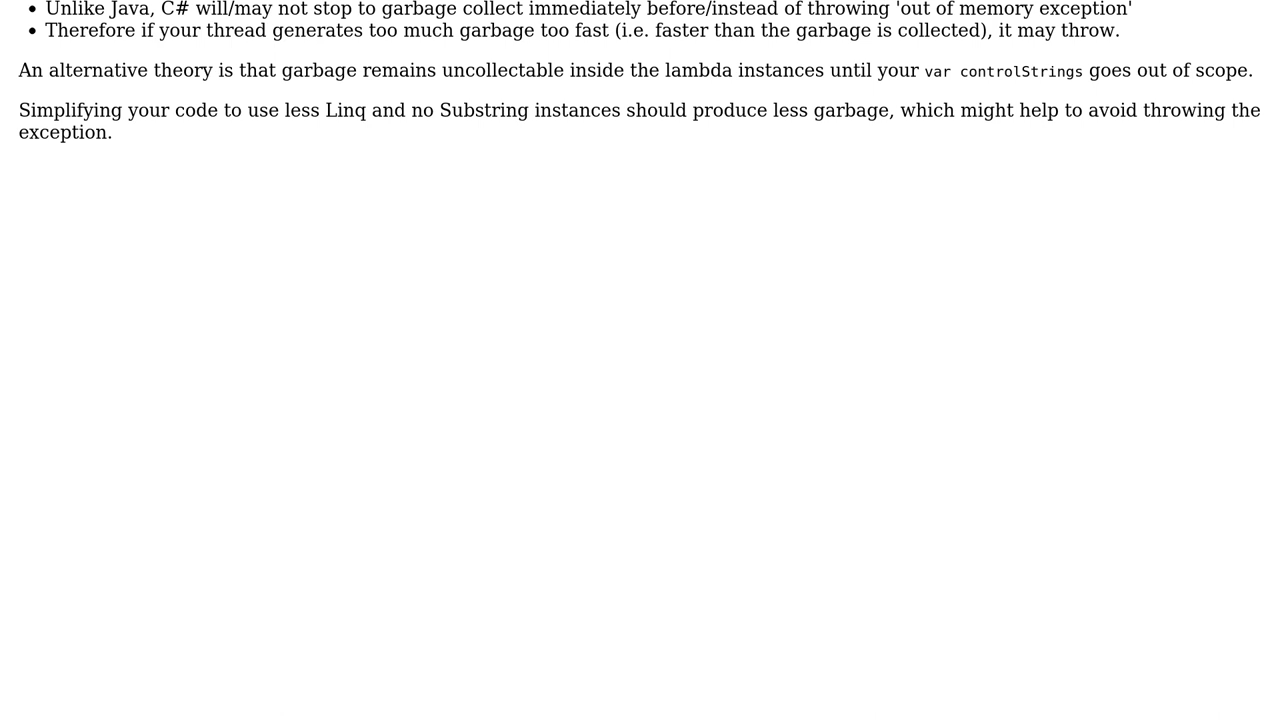 • Unlike Java, C# will/may not stop to garbage collect immediately before/instead of throwing 'out of memory exception'
• Therefore if your thread generates too much garbage too fast (i.e. faster than the garbage is collected), it may throw.
An alternative theory is that garbage remains uncollectable inside the lambda instances until your var controlStrings goes out of scope.
Simplifying your code to use less Linq and no Substring instances should produce less garbage, which might help to avoid throwing the
exception.